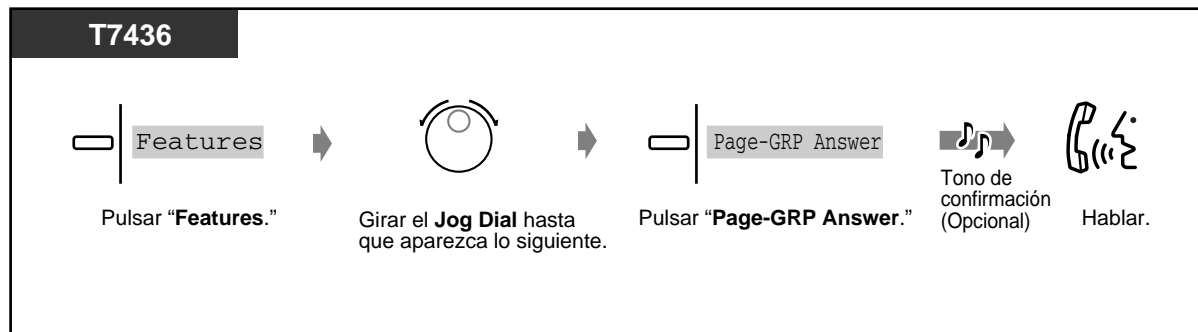 T7436
Features
Page-GRP Answer
Pulsar “Features.”
Girar el Jog Dial hasta
que aparezca lo siguiente.
Pulsar “Page-GRP Answer.”
Tono de
confirmación
(Opcional)
Hablar.